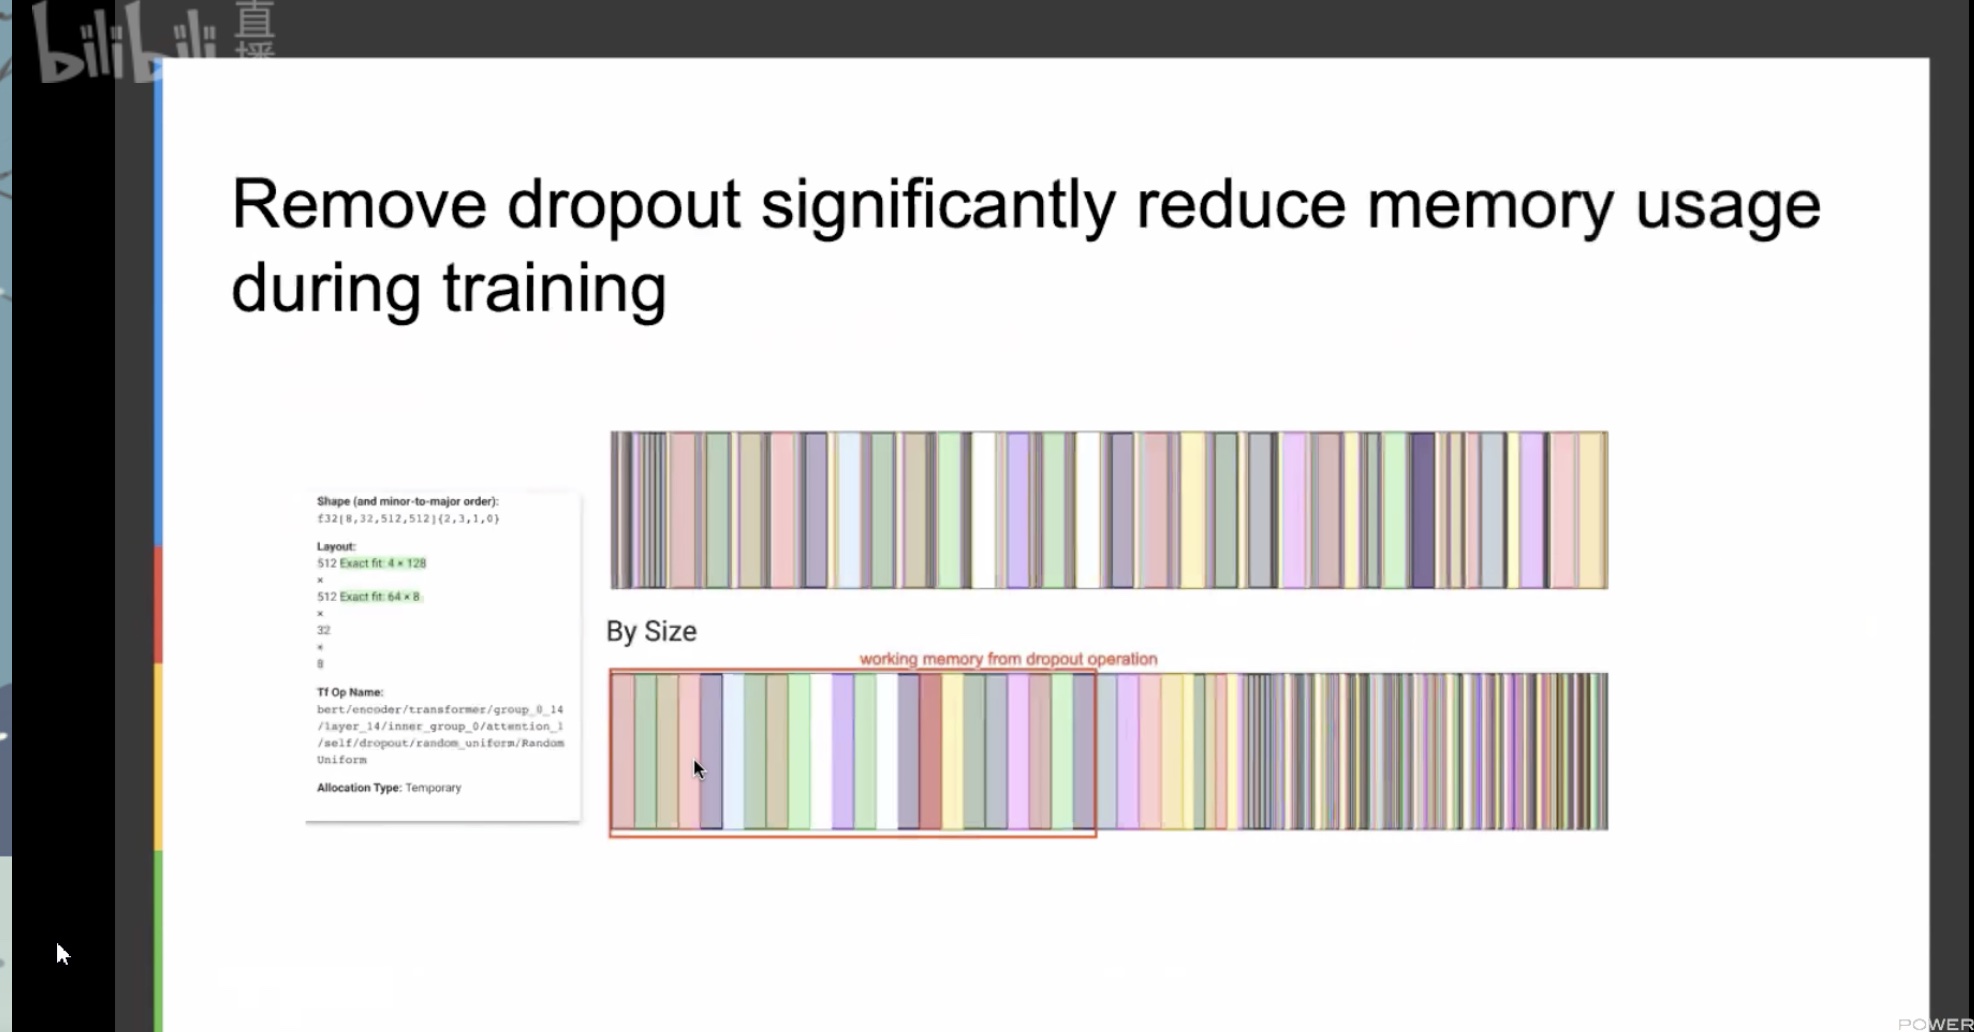 bilibili 直播
Remove dropout significantly reduce memory usage
during training
Shape (and minor-to-major order):
f32[8,32,512,512]{2,3,1,0}
Layout:
512 Exact fit: 4 × 128
×
512 Exact fit: 64 × 8
×
32
×
8
Tf Op Name:
bert/encoder/transformer/group_0_14
/layer_14/inner_group_0/attention_1
/self/dropout/random_uniform/Random
Uniform
Allocation Type: Temporary
By Size
working memory from dropout operation
POWER